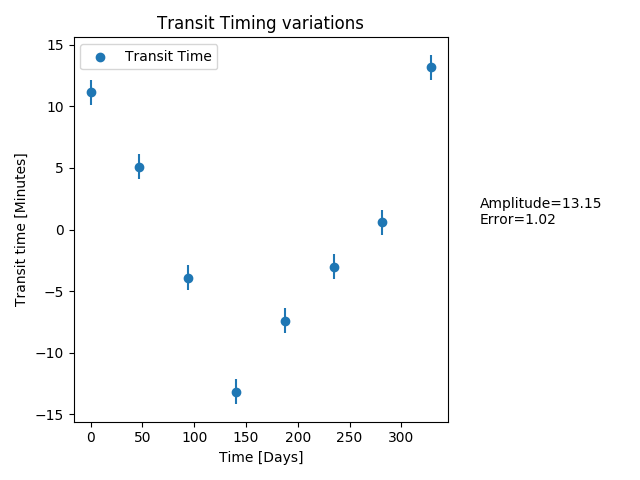 Transit Timing variations
Transit Time
15
10
5
0
−5
−10
−15
Transit time [Minutes]
Amplitude=13.15
Error=1.02
0 50 100 150 200 250 300
Time [Days]